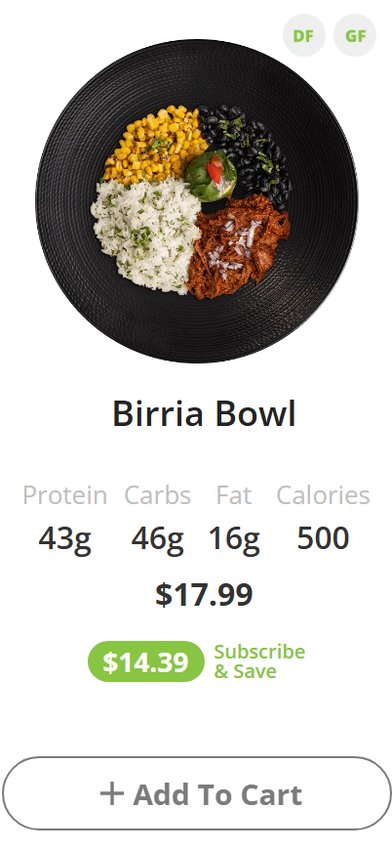 DF GF
Birria Bowl
Protein Carbs Fat Calories
43g 46g 16g 500
$17.99
$14.39 Subscribe
& Save
+ Add To Cart